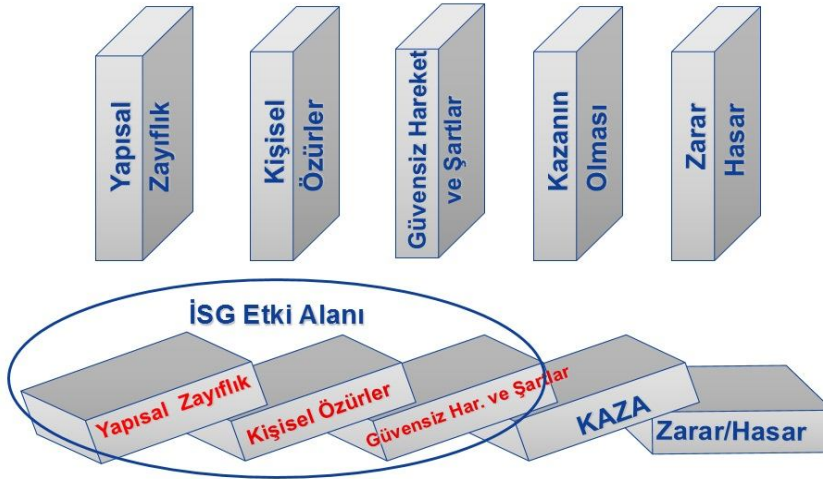 Yapısal
Zayıflık
Kişisel
Özürler
Güvensiz Hareket
ve Şartlar
Kazanın
Olması
Zarar
Hasar
İSG Etki Alanı
Yapısal Zayıflık
Kişisel Özürler
Güvensiz Har. ve Şartlar
KAZA
Zarar/Hasar